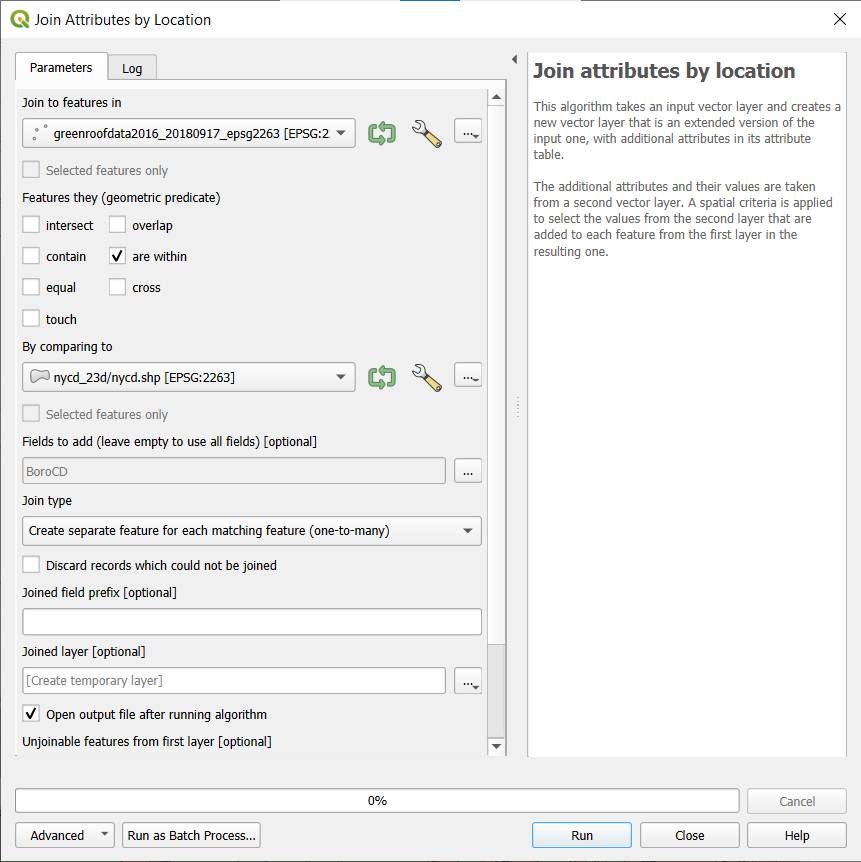 Join Attributes by Location
Parameters
Log
Join to features in
greenroofdata2016_20180917_epsg2263 [EPSG:2
...
Selected features only
Features they (geometric predicate)
intersect
overlap
contain
are within
equal
cross
touch
By comparing to
nycd_23d/nycd.shp [EPSG:2263]
...
Selected features only
Fields to add (leave empty to use all fields) [optional]
BoroCD
...
Join type
Create separate feature for each matching feature (one-to-many)
Discard records which could not be joined
Joined field prefix [optional]
Joined layer [optional]
[Create temporary layer]
...
Open output file after running algorithm
Unjoinable features from first layer [optional]
Join attributes by location
This algorithm takes an input vector layer and creates a
new vector layer that is an extended version of the
input one, with additional attributes in its attribute
table.
The additional attributes and their values are taken
from a second vector layer. A spatial criteria is applied
to select the values from the second layer that are
added to each feature from the first layer in the
resulting one.
0%
Cancel
Advanced
Run as Batch Process...
Run
Close
Help